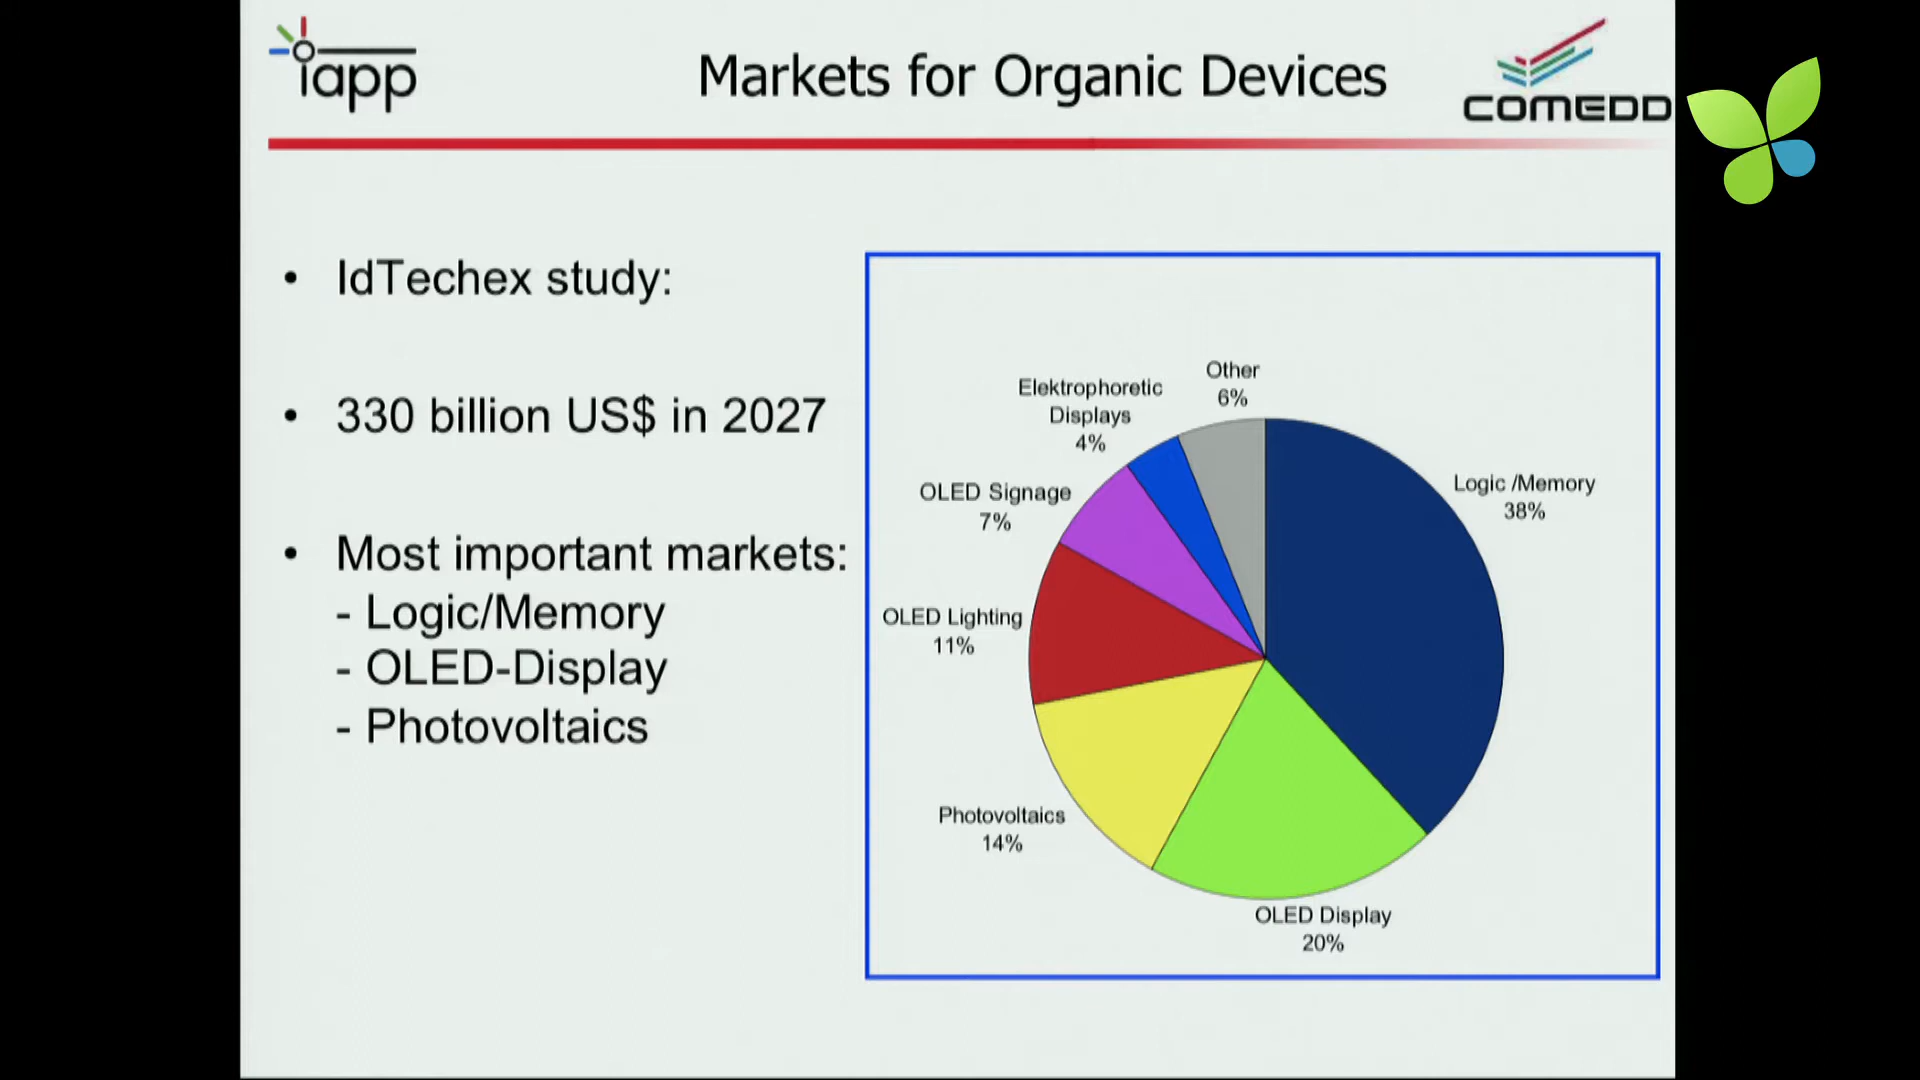 iapp
Markets for Organic Devices
COMEDD
• IdTechex study:
• 330 billion US$ in 2027
• Most important markets:
- Logic/Memory
- OLED-Display
- Photovoltaics
Other
6%
Elektrophoretic
Displays
4%
Logic /Memory
38%
OLED Signage
7%
OLED Lighting
11%
Photovoltaics
14%
OLED Display
20%